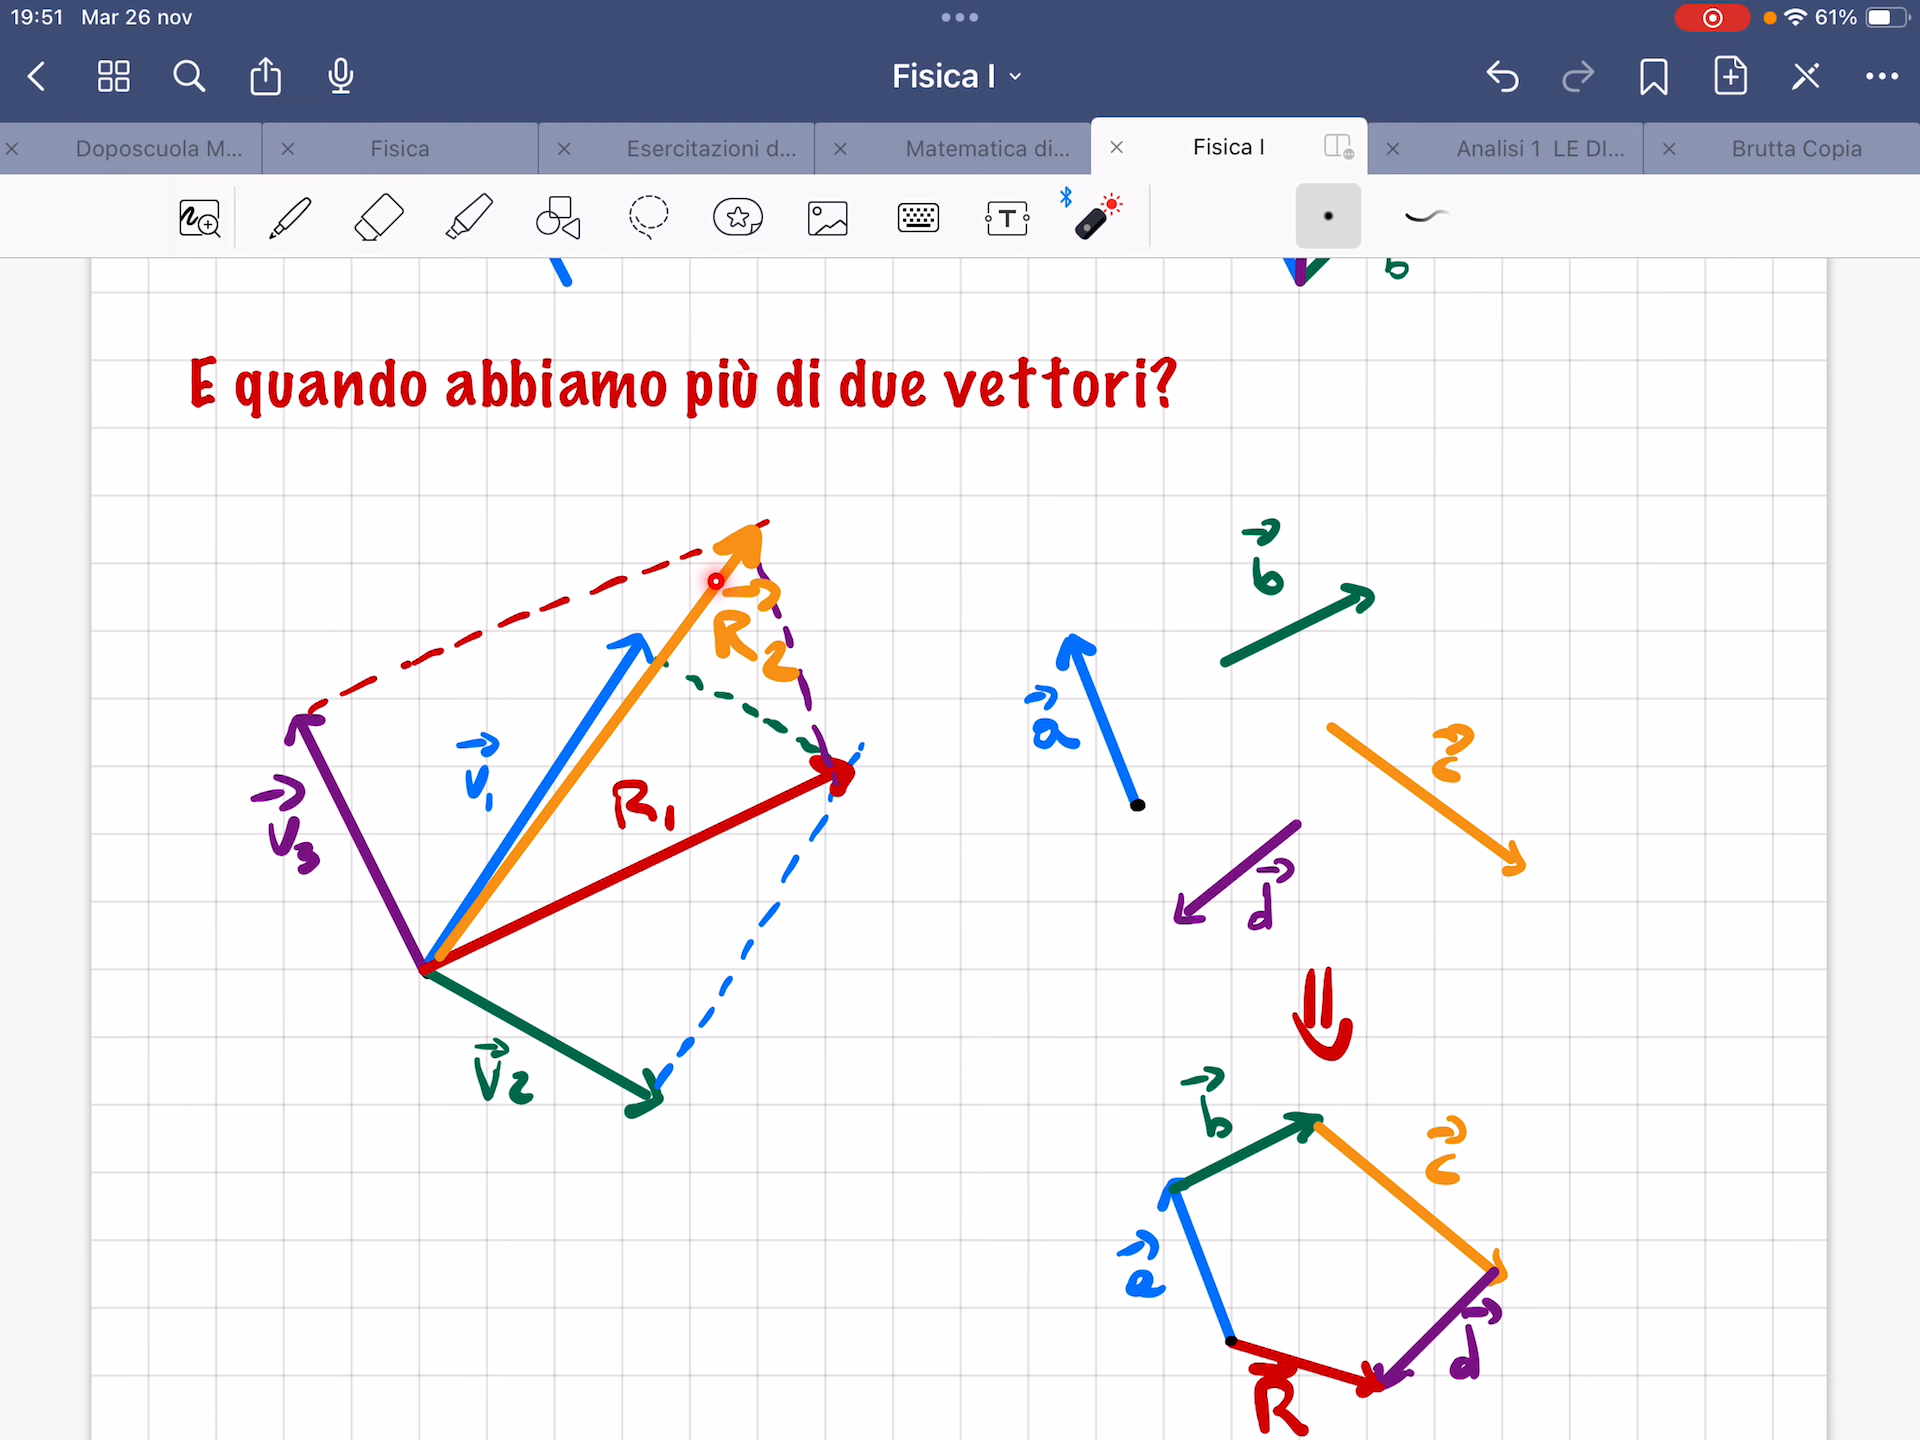 19:51 Mar 26 nov
61%
Fisica I
Doposcuola M...
Fisica
Esercitazioni d...
Matematica di...
Fisica I
Analisi 1 LE DI...
Brutta Copia
T
b
E quando abbiamo più di due vettori?
b
R2
a
v1
c
R1
v3
d
V2
b
c
a
d
R